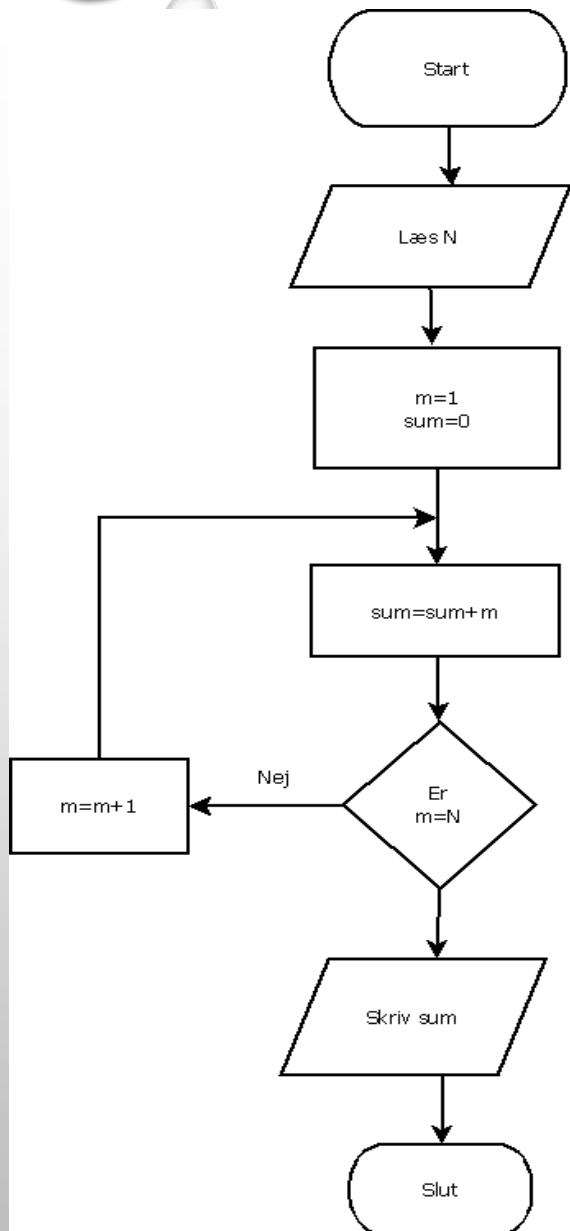 Start
Læs N
m=1
sum=0
sum=sum+m
Nej
m=m+1
Er
m=N
Skriv sum
Slut